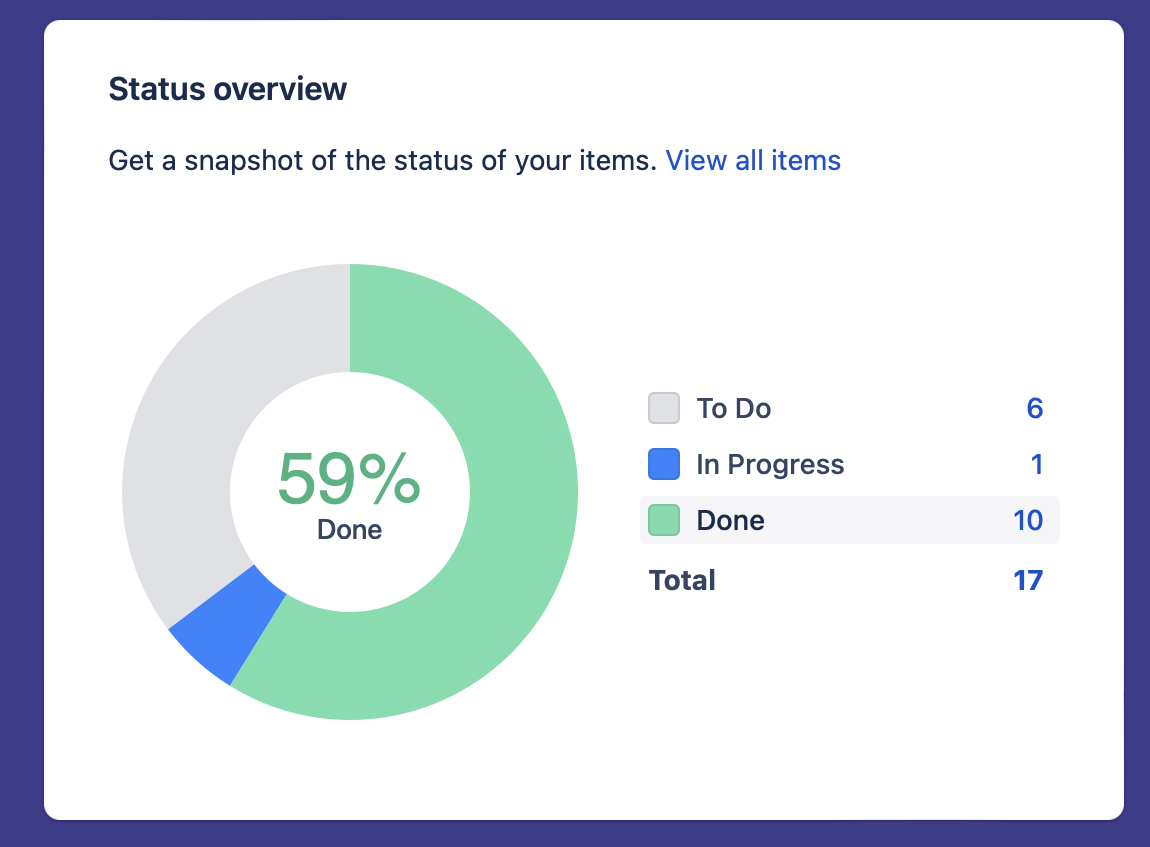 Status overview
Get a snapshot of the status of your items. View all items
59%
Done
To Do 6
In Progress 1
Done 10
Total 17